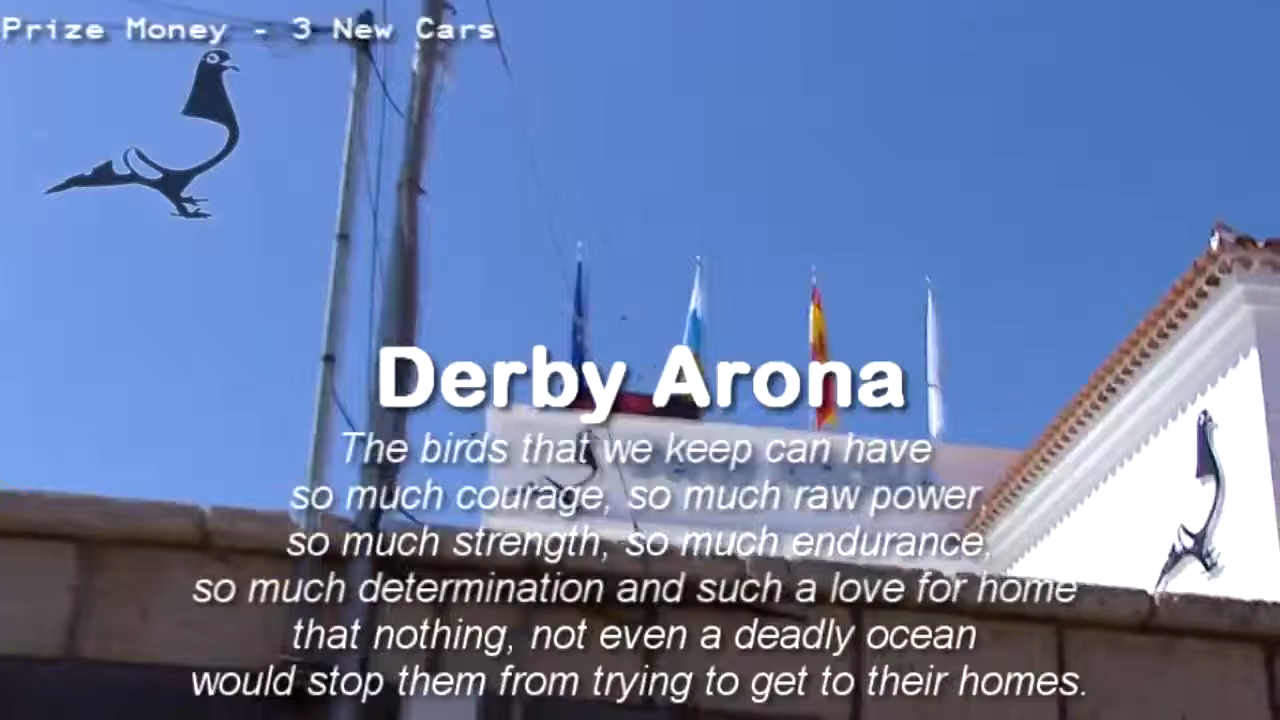 Prize Money - 3 New Cars
Derby Arona
The birds that we keep can have
so much courage, so much raw power,
so much strength, so much endurance,
so much determination and such a love for home
that nothing, not even a deadly ocean
would stop them from trying to get to their homes.